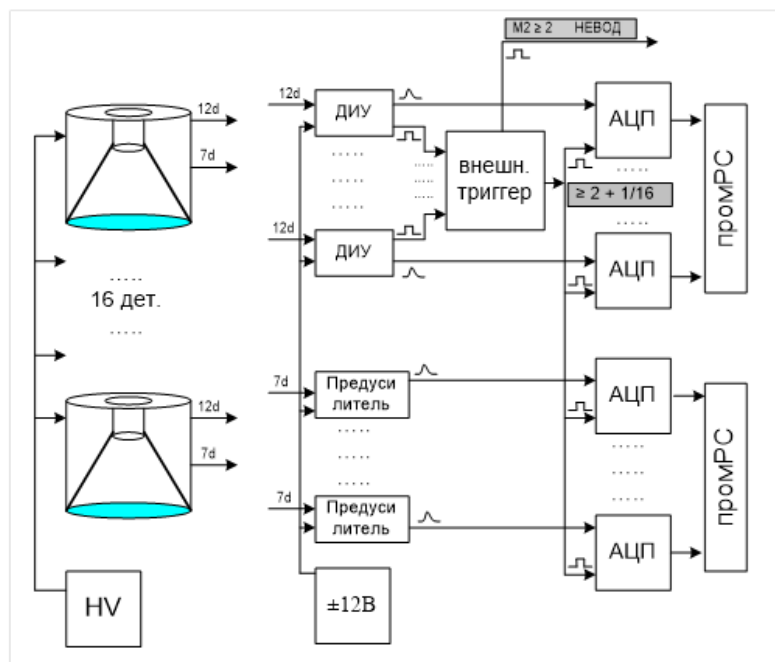 M2 ≥ 2 НЕВОД
12d
7d
12d
ДИУ
АЦП
промРС
внешн.
триггер
.....
≥ 2 + 1/16
.....
12d
ДИУ
АЦП
.....
16 дет.
.....
12d
7d
7d
Предуси
литель
АЦП
промРС
.....
.....
7d
Предуси
литель
АЦП
HV
±12В